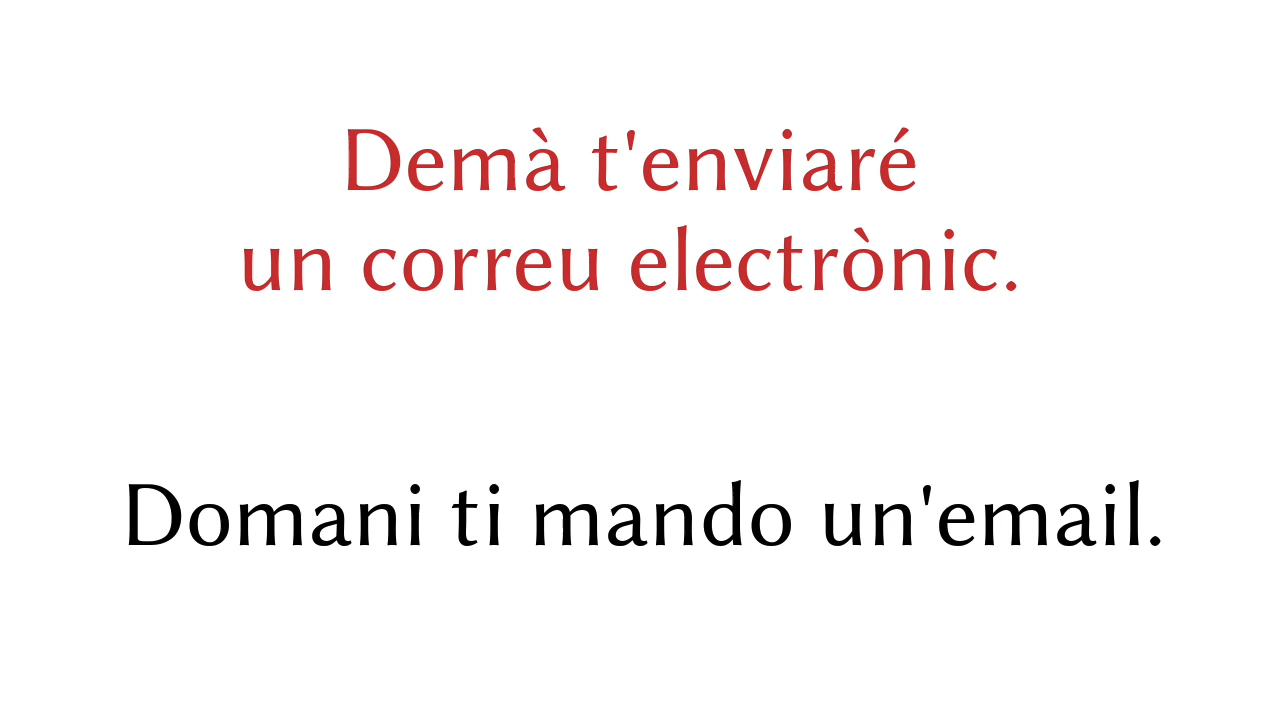 Demà t'enviaré
un correu electrònic.
Domani ti mando un'email.